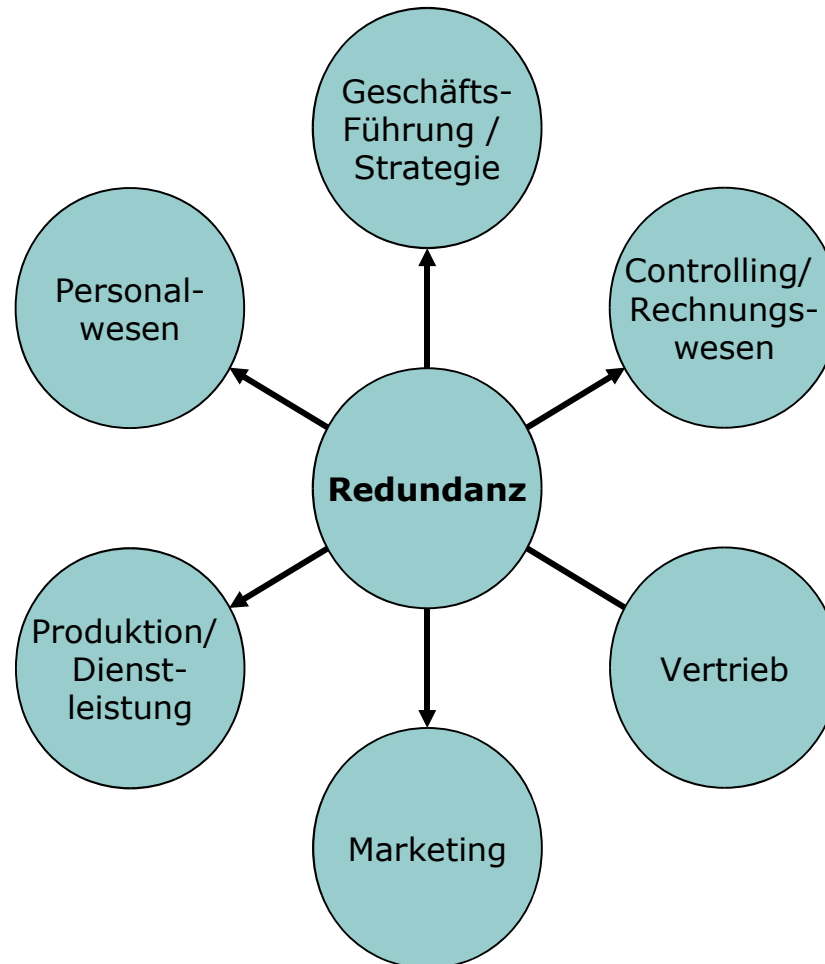 Geschäfts-
Führung /
Strategie
Personal-
wesen
Controlling/
Rechnungs-
wesen
Redundanz
Produktion/
Dienst-
leistung
Vertrieb
Marketing